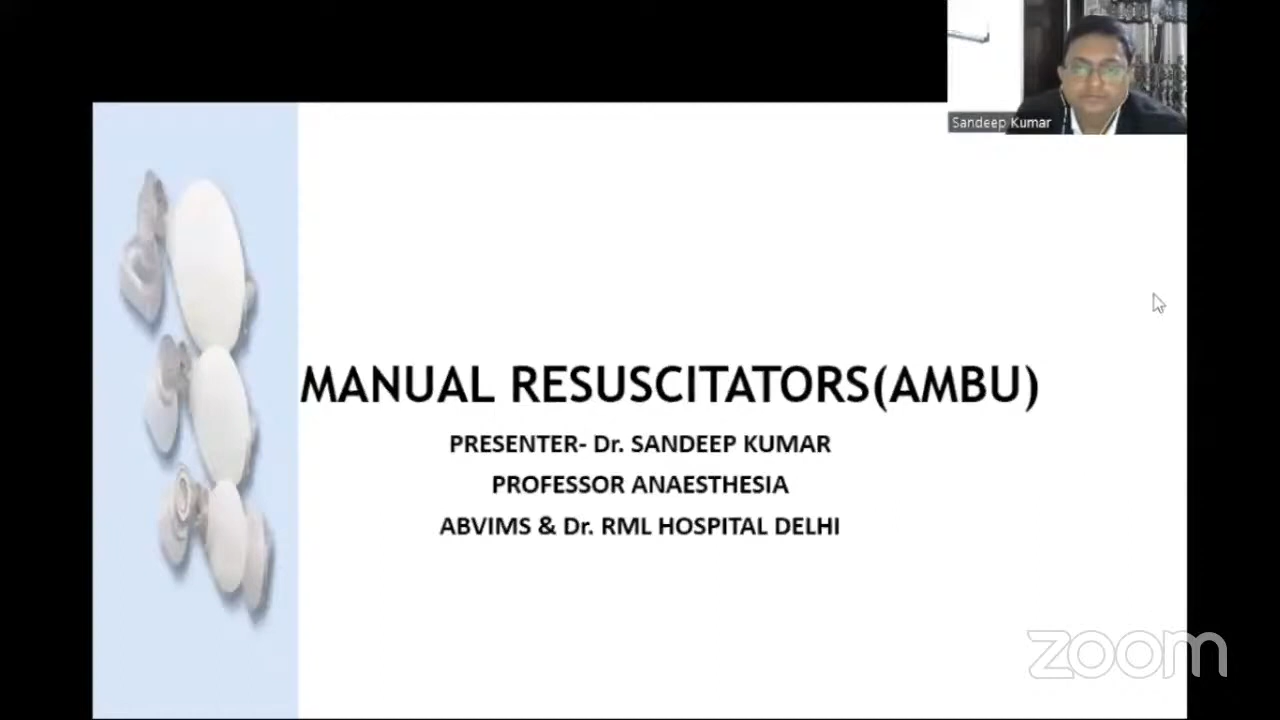 Sandeep Kumar
MANUAL RESUSCITATORS(AMBU)
PRESENTER- Dr. SANDEEP KUMAR
PROFESSOR ANAESTHESIA
ABVIMS & Dr. RML HOSPITAL DELHI
zoom